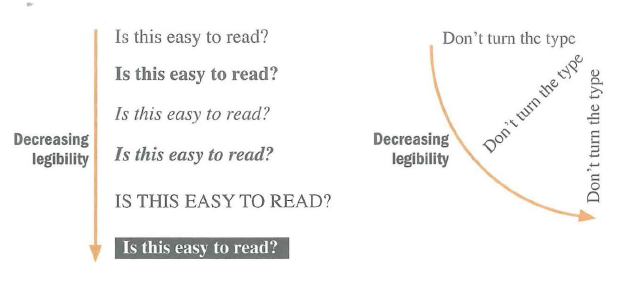 Is this easy to read?
Is this easy to read?
Is this easy to read?
Is this easy to read?
IS THIS EASY TO READ?
Is this easy to read?
Decreasing
legibility
Don't turn the type
Don't turn the type
Don't turn the type
Decreasing
legibility